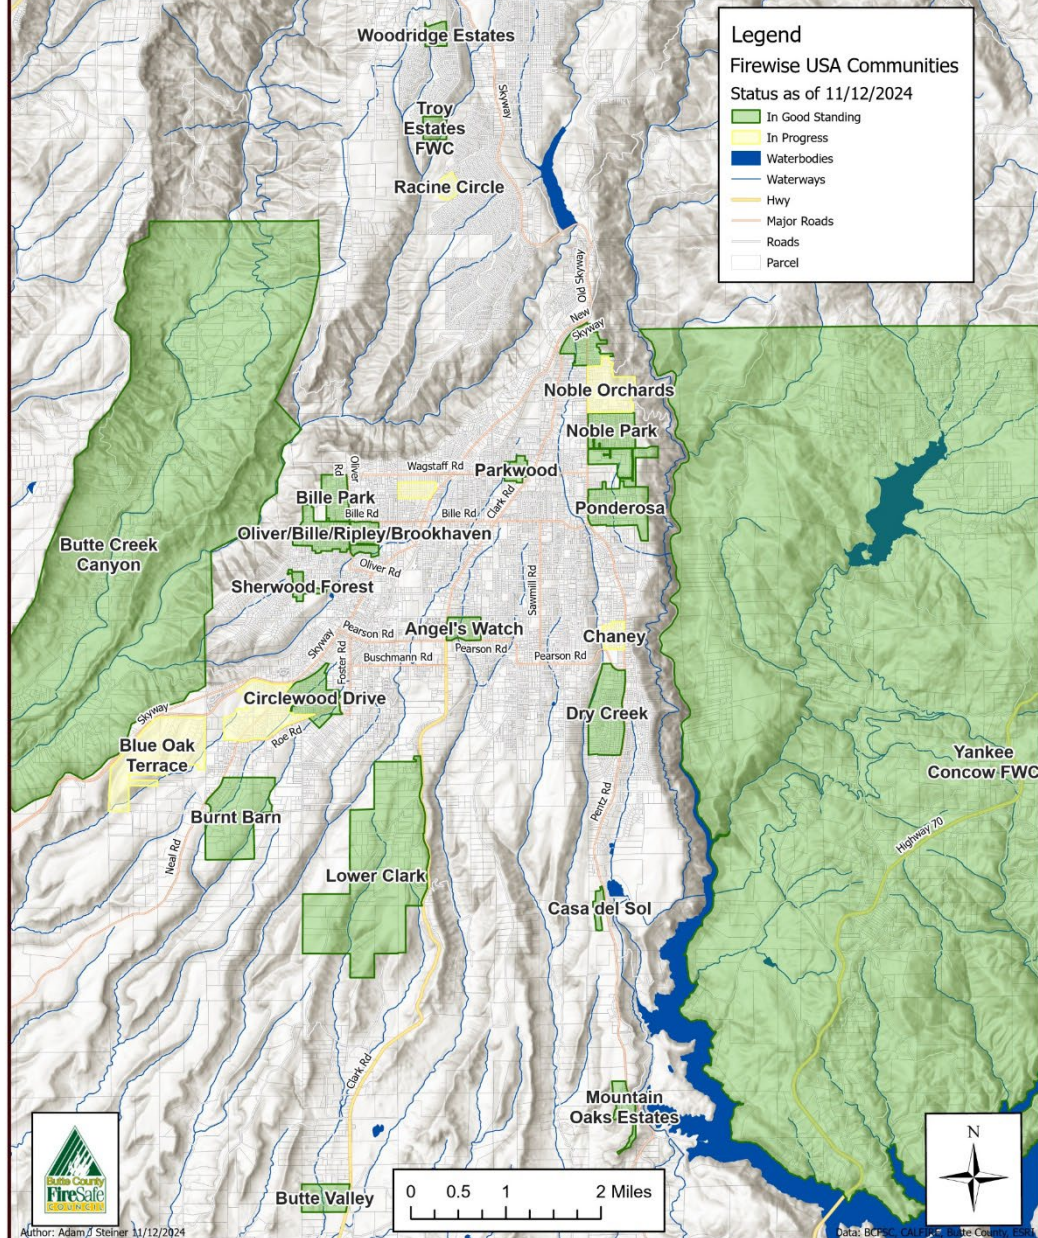 Woodridge Estates
Skyway
Troy
Estates
FWC
Racine Circle
Legend
Firewise USA Communities
Status as of 11/12/2024
In Good Standing
In Progress
Waterbodies
Waterways
Hwy
Major Roads
Roads
Parcel
Old Skyway
New
Skyway
Noble Orchards
Noble Park
Oliver
Rd
Wagstaff Rd
Parkwood
Clark Rd
Bille Park
Ponderosa
Bille Rd
Bille Rd
Oliver/Bille/Ripley/Brookhaven
Butte Creek
Canyon
Oliver Rd
Sherwood Forest
Sawmill Rd
Skyway
Pearson Rd
Angel's Watch
Chaney
Foster Rd
Buschmann Rd
Pearson Rd
Pearson Rd
Circlewood Drive
Skyway
Dry Creek
Roe Rd
Blue Oak
Terrace
Yankee
Concow FWC
Pentz Rd
Burnt Barn
Highway 70
Neal Rd
Lower Clark
Casa del Sol
Clark Rd
Mountain
Oaks Estates
Butte County
FireSafe
COUNCIL
Butte Valley
0 0.5 1 2 Miles
N
Author: Adam J Steiner 11/12/2024
Data: BCFSC, CALFIRE, Butte County, ESRI